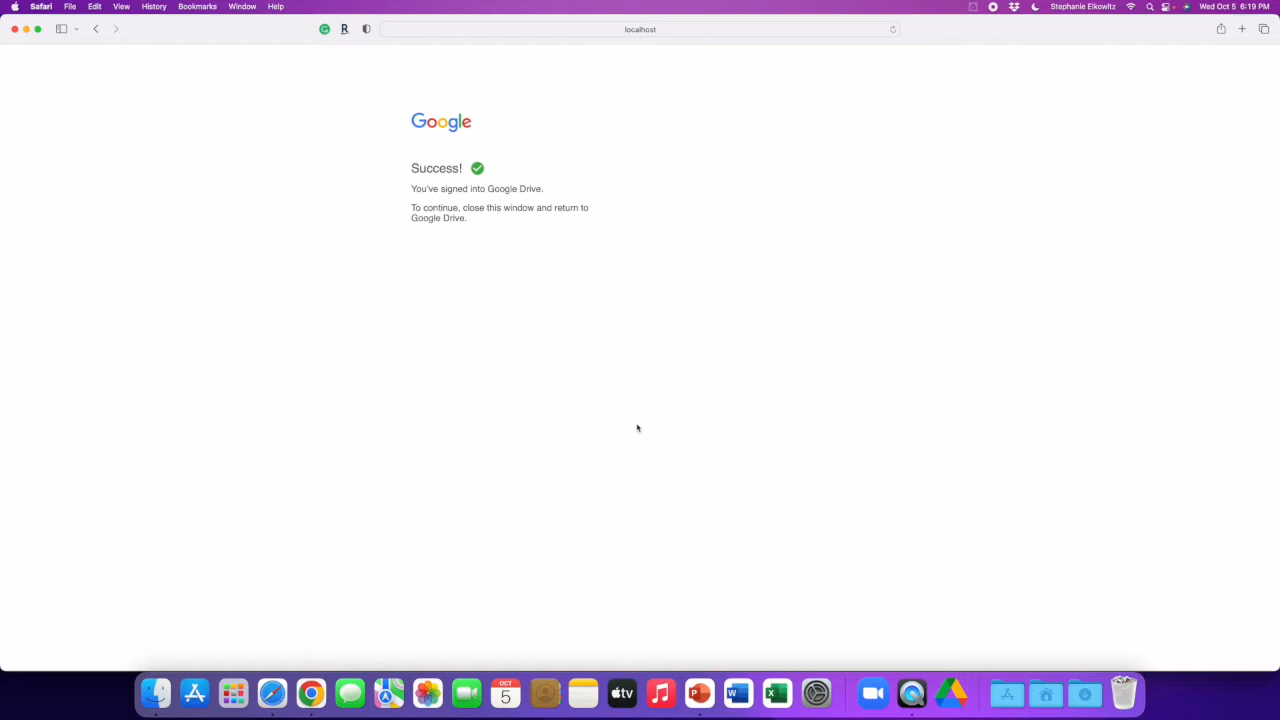 Safari File Edit View History Bookmarks Window Help Stephanie Elkowitz Wed Oct 5 6:19 PM
R localhost
Google
Success!
You've signed into Google Drive.
To continue, close this window and return to
Google Drive.
OCT
5
tv
P
W
X